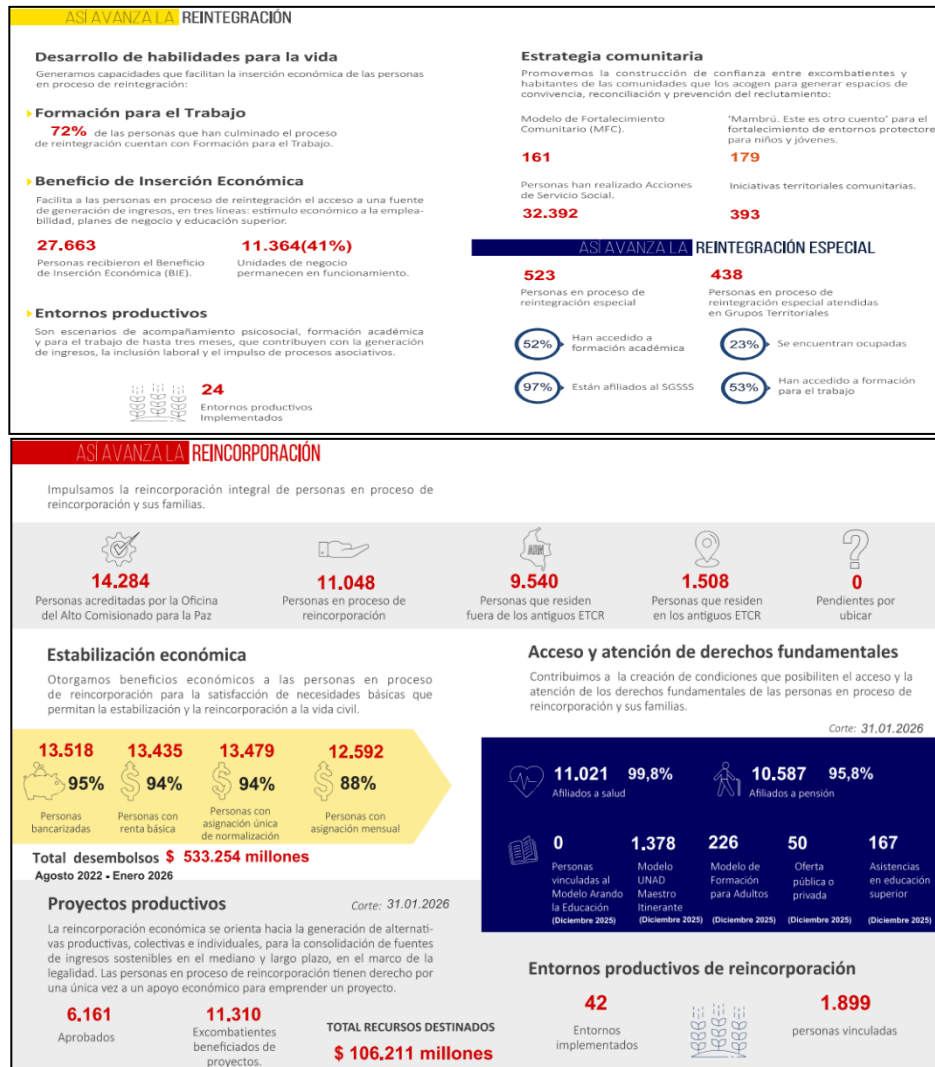 ASÍ AVANZA LA REINTEGRACIÓN
Desarrollo de habilidades para la vida
Generamos capacidades que facilitan la inserción económica de las personas
en proceso de reintegración:
Formación para el Trabajo
72% de las personas que han culminado el proceso
de reintegración cuentan con Formación para el Trabajo.
Beneficio de Inserción Económica
Facilita a las personas en proceso de reintegración el acceso a una fuente
de generación de ingresos, en tres líneas: estímulo económico a la emplea-
bilidad, planes de negocio y educación superior.
27.663
Personas recibieron el Beneficio
de Inserción Económica (BIE).
11.364(41%)
Unidades de negocio
permanecen en funcionamiento.
Entornos productivos
Son escenarios de acompañamiento psicosocial, formación académica
y para el trabajo de hasta tres meses, que contribuyen con la generación
de ingresos, la inclusión laboral y el impulso de procesos asociativos.
24
Entornos productivos
Implementados
Estrategia comunitaria
Promovemos la construcción de confianza entre excombatientes y
habitantes de las comunidades que los acogen para generar espacios de
convivencia, reconciliación y prevención del reclutamiento:
Modelo de Fortalecimiento
Comunitario (MFC).
161
‘Mambrú. Este es otro cuento’ para el
fortalecimiento de entornos protectore
para niños y jóvenes.
179
Personas han realizado Acciones
de Servicio Social.
32.392
Iniciativas territoriales comunitarias.
393
ASÍ AVANZA LA REINTEGRACIÓN ESPECIAL
523
Personas en proceso de
reintegración especial
438
Personas en proceso de
reintegración especial atendidas
en Grupos Territoriales
52% Han accedido a
formación académica
23% Se encuentran ocupadas
97% Están afiliados al SGSSS
53% Han accedido a formación
para el trabajo
ASÍ AVANZA LA REINCORPORACIÓN
Impulsamos la reincorporación integral de personas en proceso de
reincorporación y sus familias.
14.284
Personas acreditadas por la Oficina
del Alto Comisionado para la Paz
11.048
Personas en proceso de
reincorporación
ARN
9.540
Personas que residen
fuera de los antiguos ETCR
1.508
Personas que residen
en los antiguos ETCR
?
0
Pendientes por
ubicar
Estabilización económica
Otorgamos beneficios económicos a las personas en proceso
de reincorporación para la satisfacción de necesidades básicas que
permitan la estabilización y la reincorporación a la vida civil.
13.518
95%
Personas
bancarizadas
13.435
$ 94%
Personas con
renta básica
13.479
$ 94%
Personas con
asignación única
de normalización
12.592
$ 88%
Personas con
asignación mensual
Total desembolsos $ 533.254 millones
Agosto 2022 - Enero 2026
Proyectos productivos
Corte: 31.01.2026
La reincorporación económica se orienta hacia la generación de alternati-
vas productivas, colectivas e individuales, para la consolidación de fuentes
de ingresos sostenibles en el mediano y largo plazo, en el marco de la
legalidad. Las personas en proceso de reincorporación tienen derecho por
una única vez a un apoyo económico para emprender un proyecto.
6.161
Aprobados
11.310
Excombatientes
beneficiados de
proyectos.
TOTAL RECURSOS DESTINADOS
$ 106.211 millones
Acceso y atención de derechos fundamentales
Contribuimos a la creación de condiciones que posibiliten el acceso y la
atención de los derechos fundamentales de las personas en proceso de
reincorporación y sus familias.
Corte: 31.01.2026
11.021 99,8%
Afiliados a salud
10.587 95,8%
Afiliados a pensión
0
Personas
vinculadas al
Modelo Arando
la Educación
(Diciembre 2025)
1.378
Modelo
UNAD
Maestro
Itinerante
(Diciembre 2025)
226
Modelo de
Formación
para Adultos
(Diciembre 2025)
50
Oferta
pública o
privada
(Diciembre 2025)
167
Asistencias
en educación
superior
(Diciembre 2025)
Entornos productivos de reincorporación
42
Entornos
implementados
1.899
personas vinculadas